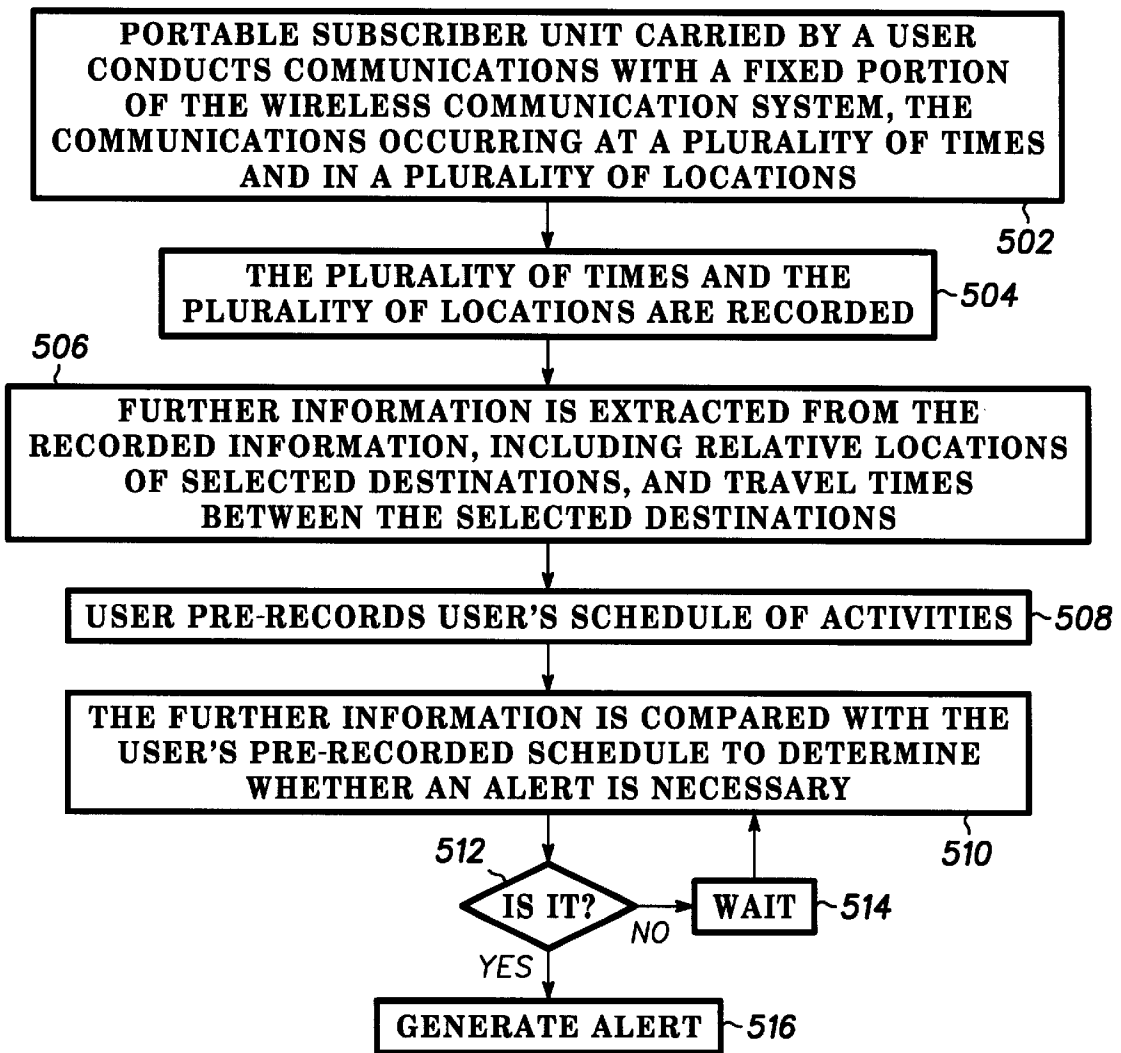 PORTABLE SUBSCRIBER UNIT CARRIED BY A USER
CONDUCTS COMMUNICATIONS WITH A FIXED PORTION
OF THE WIRELESS COMMUNICATION SYSTEM, THE
COMMUNICATIONS OCCURRING AT A PLURALITY OF TIMES
AND IN A PLURALITY OF LOCATIONS
502
THE PLURALITY OF TIMES AND THE
PLURALITY OF LOCATIONS ARE RECORDED
504
506
FURTHER INFORMATION IS EXTRACTED FROM THE
RECORDED INFORMATION, INCLUDING RELATIVE LOCATIONS
OF SELECTED DESTINATIONS, AND TRAVEL TIMES
BETWEEN THE SELECTED DESTINATIONS
USER PRE-RECORDS USER'S SCHEDULE OF ACTIVITIES
508
THE FURTHER INFORMATION IS COMPARED WITH THE
USER'S PRE-RECORDED SCHEDULE TO DETERMINE
WHETHER AN ALERT IS NECESSARY
510
512
IS IT?
NO
WAIT
514
YES
GENERATE ALERT
516